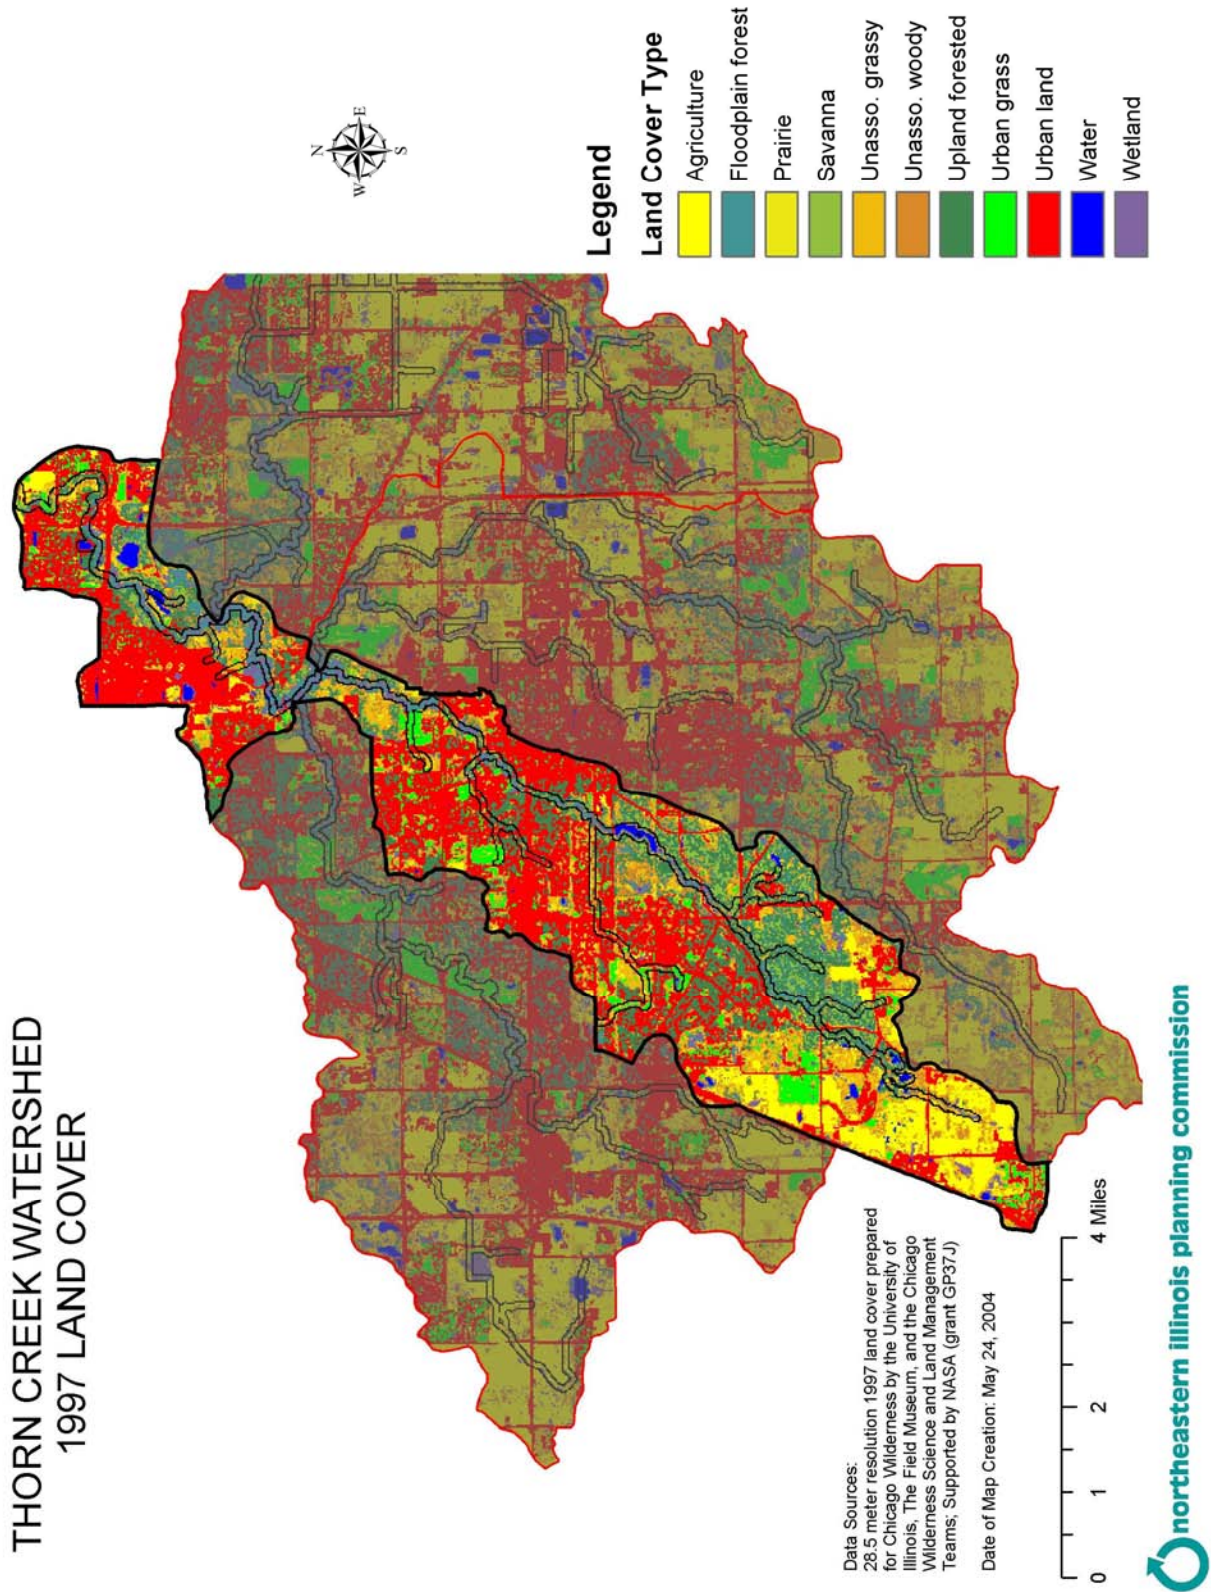 THORN CREEK WATERSHED
1997 LAND COVER
N
W
E
S
Legend
Land Cover Type
Agriculture
Floodplain forest
Prairie
Savanna
Unasso. grassy
Unasso. woody
Upland forested
Urban grass
Urban land
Water
Wetland
Data Sources:
28.5 meter resolution 1997 land cover prepared
for Chicago Wilderness by the University of
Illinois, The Field Museum, and the Chicago
Wilderness Science and Land Management
Teams; Supported by NASA (grant GP37J)
Date of Map Creation: May 24, 2004
0 1 2 4 Miles
northeastern illinois planning commission